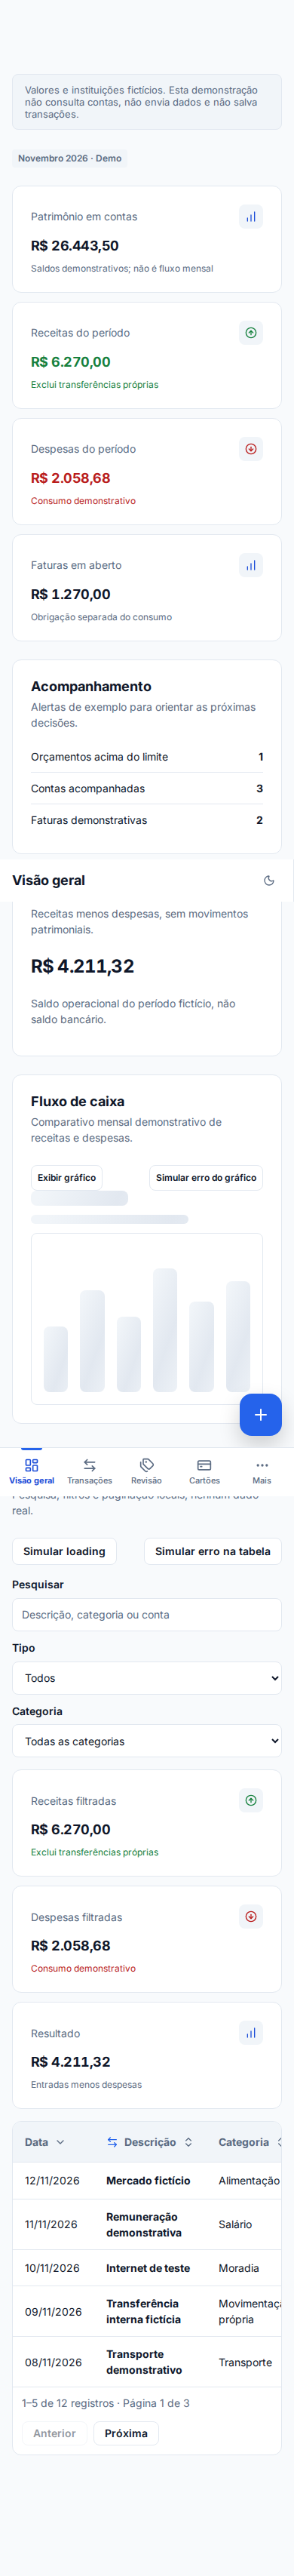 Valores e instituições fictícios. Esta demonstração
não consulta contas, não envia dados e não salva
transações.
Novembro 2026 · Demo
Patrimônio em contas
R$ 26.443,50
Saldos demonstrativos; não é fluxo mensal
Receitas do período
R$ 6.270,00
Exclui transferências próprias
Despesas do período
R$ 2.058,68
Consumo demonstrativo
Faturas em aberto
R$ 1.270,00
Obrigação separada do consumo
Acompanhamento
Alertas de exemplo para orientar as próximas
decisões.
Orçamentos acima do limite 1
Contas acompanhadas 3
Faturas demonstrativas 2
Visão geral
Receitas menos despesas, sem movimentos
patrimoniais.
R$ 4.211,32
Saldo operacional do período fictício, não
saldo bancário.
Fluxo de caixa
Comparativo mensal demonstrativo de
receitas e despesas.
Exibir gráfico Simular erro do gráfico
Visão geral Transações Revisão Cartões Mais
Pesquisa, filtros e paginação locais, nenhum dado
real.
Simular loading Simular erro na tabela
Pesquisar
Descrição, categoria ou conta
Tipo
Todos
Categoria
Todas as categorias
Receitas filtradas
R$ 6.270,00
Exclui transferências próprias
Despesas filtradas
R$ 2.058,68
Consumo demonstrativo
Resultado
R$ 4.211,32
Entradas menos despesas
Data Descrição Categoria
12/11/2026 Mercado fictício Alimentação
11/11/2026 Remuneração demonstrativa Salário
10/11/2026 Internet de teste Moradia
09/11/2026 Transferência interna fictícia Movimentaç própria
08/11/2026 Transporte demonstrativo Transporte
1–5 de 12 registros · Página 1 de 3
Anterior Próxima